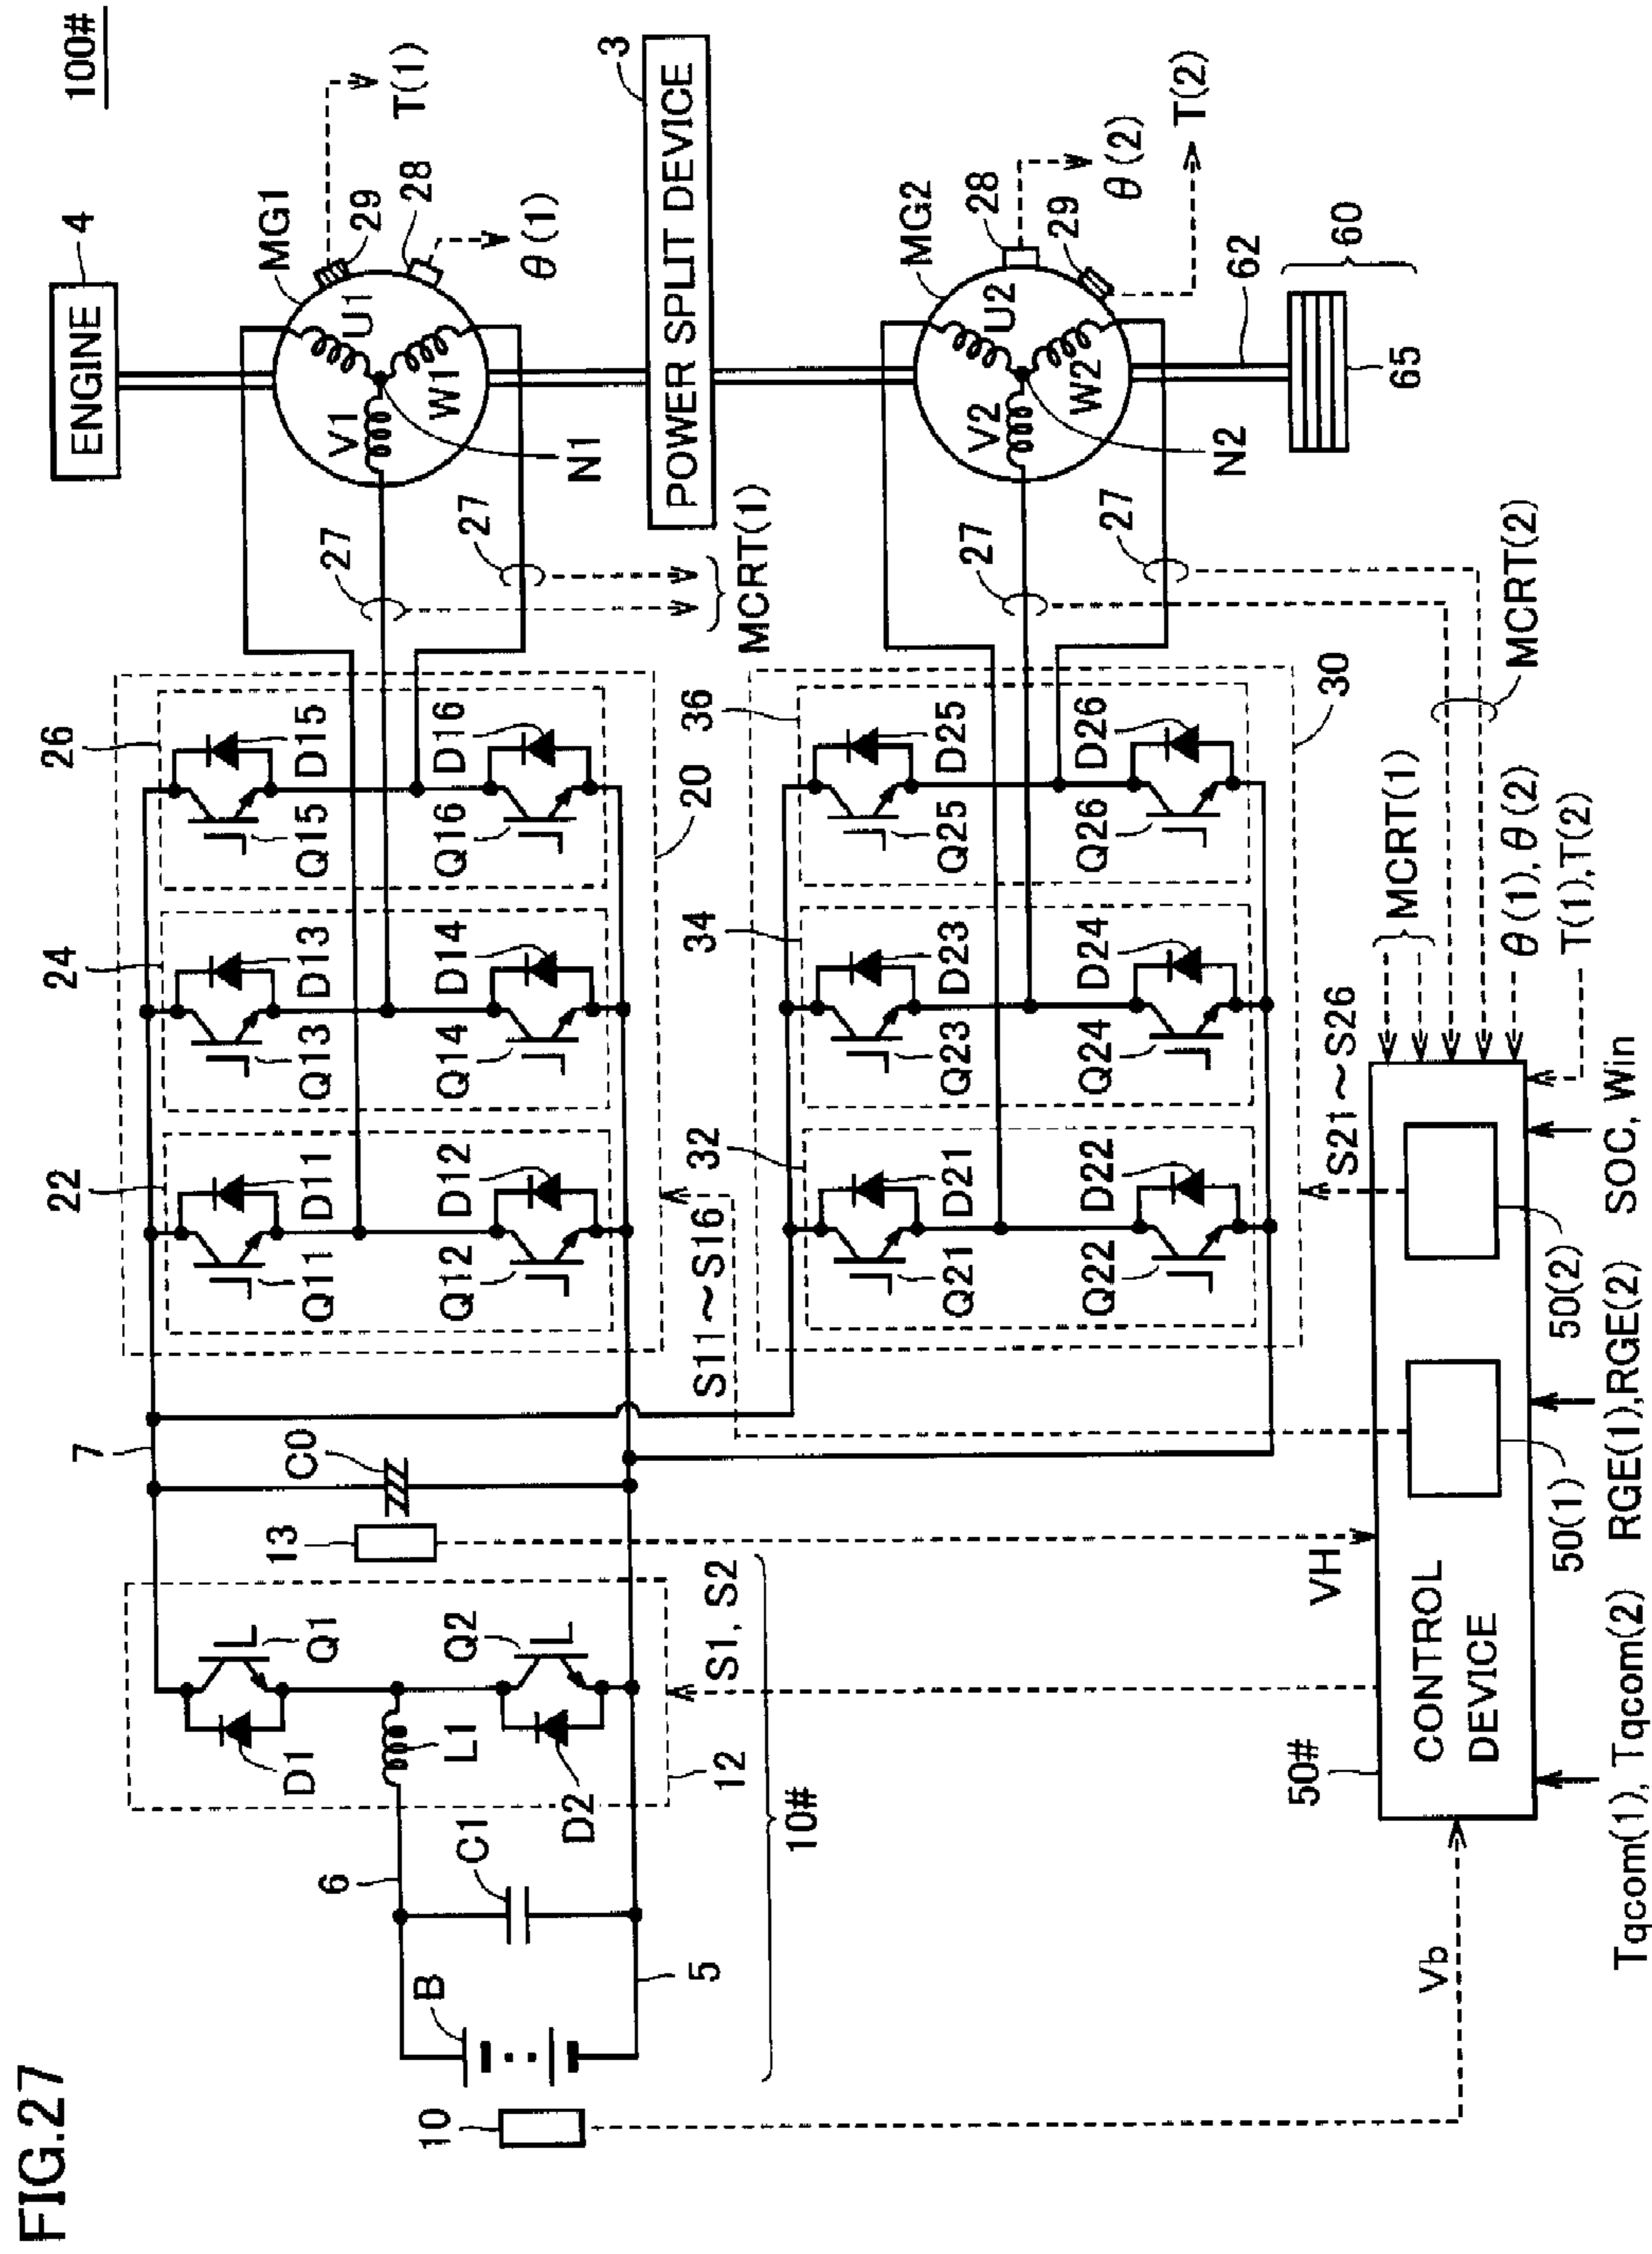 FIG.27
100#
ENGINE
4
MG1
29
T(1)
28
θ(1)
U1
V1
W1
N1
27
27
MCRT(1)
POWER SPLIT DEVICE
3
MG2
28
θ(2)
29
T(2)
U2
V2
W2
N2
27
27
MCRT(2)
62
60
65
22
24
26
Q11
D11
Q13
D13
Q15
D15
Q12
D12
Q14
D14
Q16
D16
20
S11~S16
32
34
36
Q21
D21
Q23
D23
Q25
D25
Q22
D22
Q24
D24
Q26
D26
30
S21~S26
7
C0
13
VH
D1
Q1
L1
Q2
D2
12
S1, S2
6
C1
B
5
10
10#
Vb
50#
CONTROL
DEVICE
50(1)
50(2)
MCRT(1)
θ(1),θ(2)
T(1),T(2)
Tqcom(1), Tqcom(2)
RGE(1),RGE(2)
SOC, Win